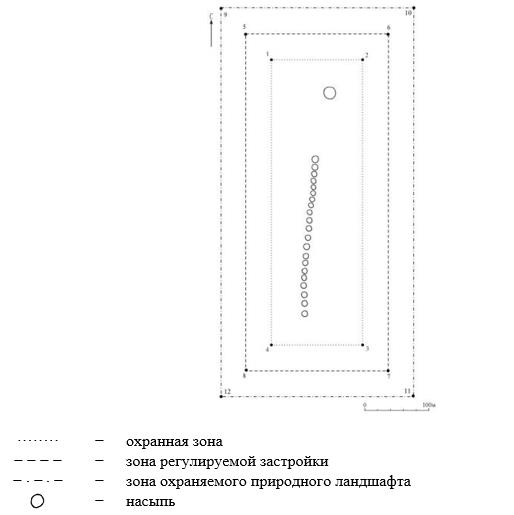 9
10
С
5
6
1
2
4
3
8
7
12
11
0
100м
– охранная зона
– зона регулируемой застройки
– зона охраняемого природного ландшафта
– насыпь